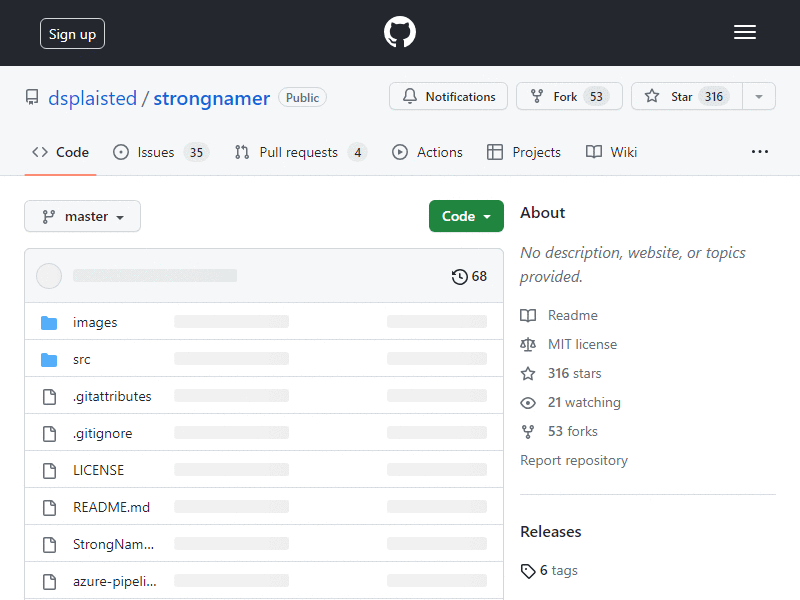 Sign up
dsplaisted / strongnamer Public
Notifications Fork 53 Star 316
Code Issues 35 Pull requests 4 Actions Projects Wiki
master
Code
68
images
src
.gitattributes
.gitignore
LICENSE
README.md
StrongNam...
azure-pipeli...
About
No description, website, or topics
provided.
Readme
MIT license
316 stars
21 watching
53 forks
Report repository
Releases
6 tags